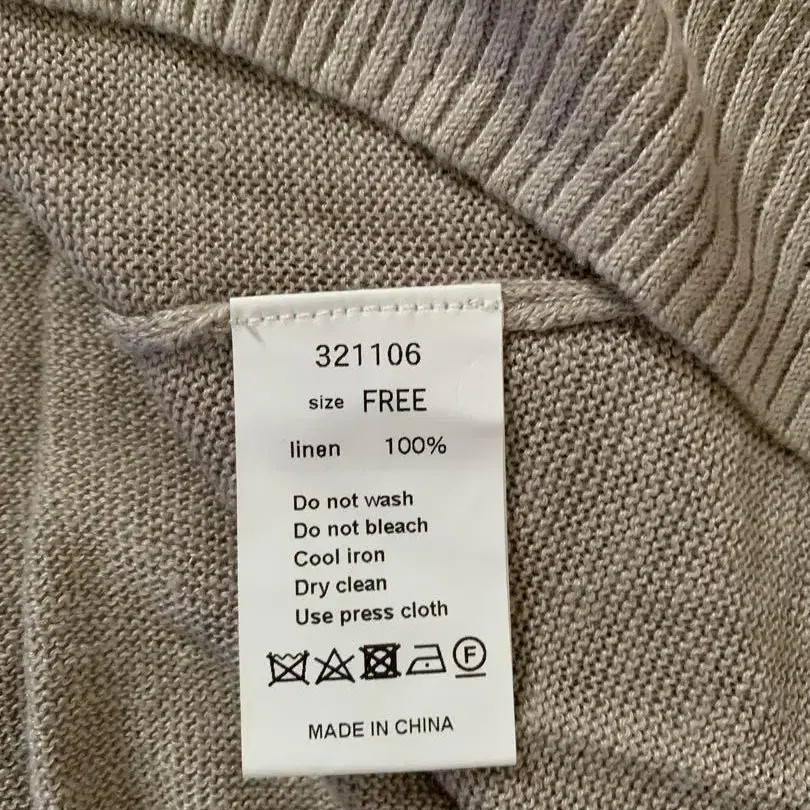 321106
size FREE
linen 100%
Do not wash
Do not bleach
Cool iron
Dry clean
Use press cloth
F
MADE IN CHINA